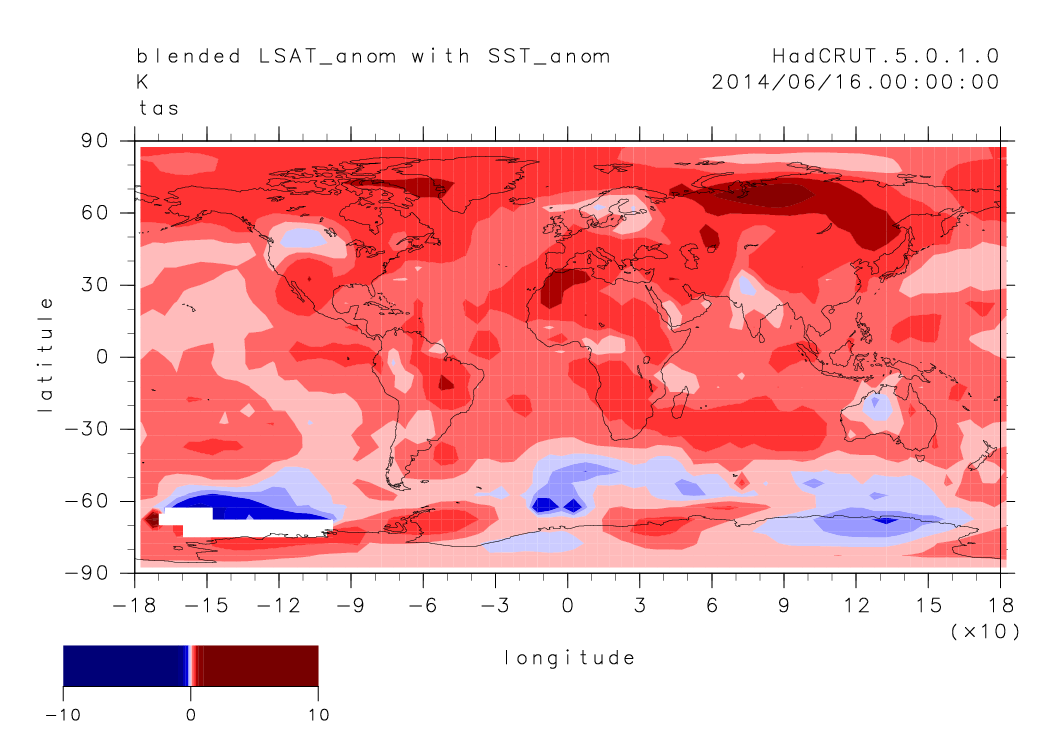 blended LSAT_anom with SST_anom HadCRUT.5.0.1.0
K 2014/06/16.00:00:00
tas
90
60
30
0
−30
−60
−90
latitude
−18 −15 −12 −9 −6 −3 0 3 6 9 12 15 18
(×10)
longitude
−10 0 10